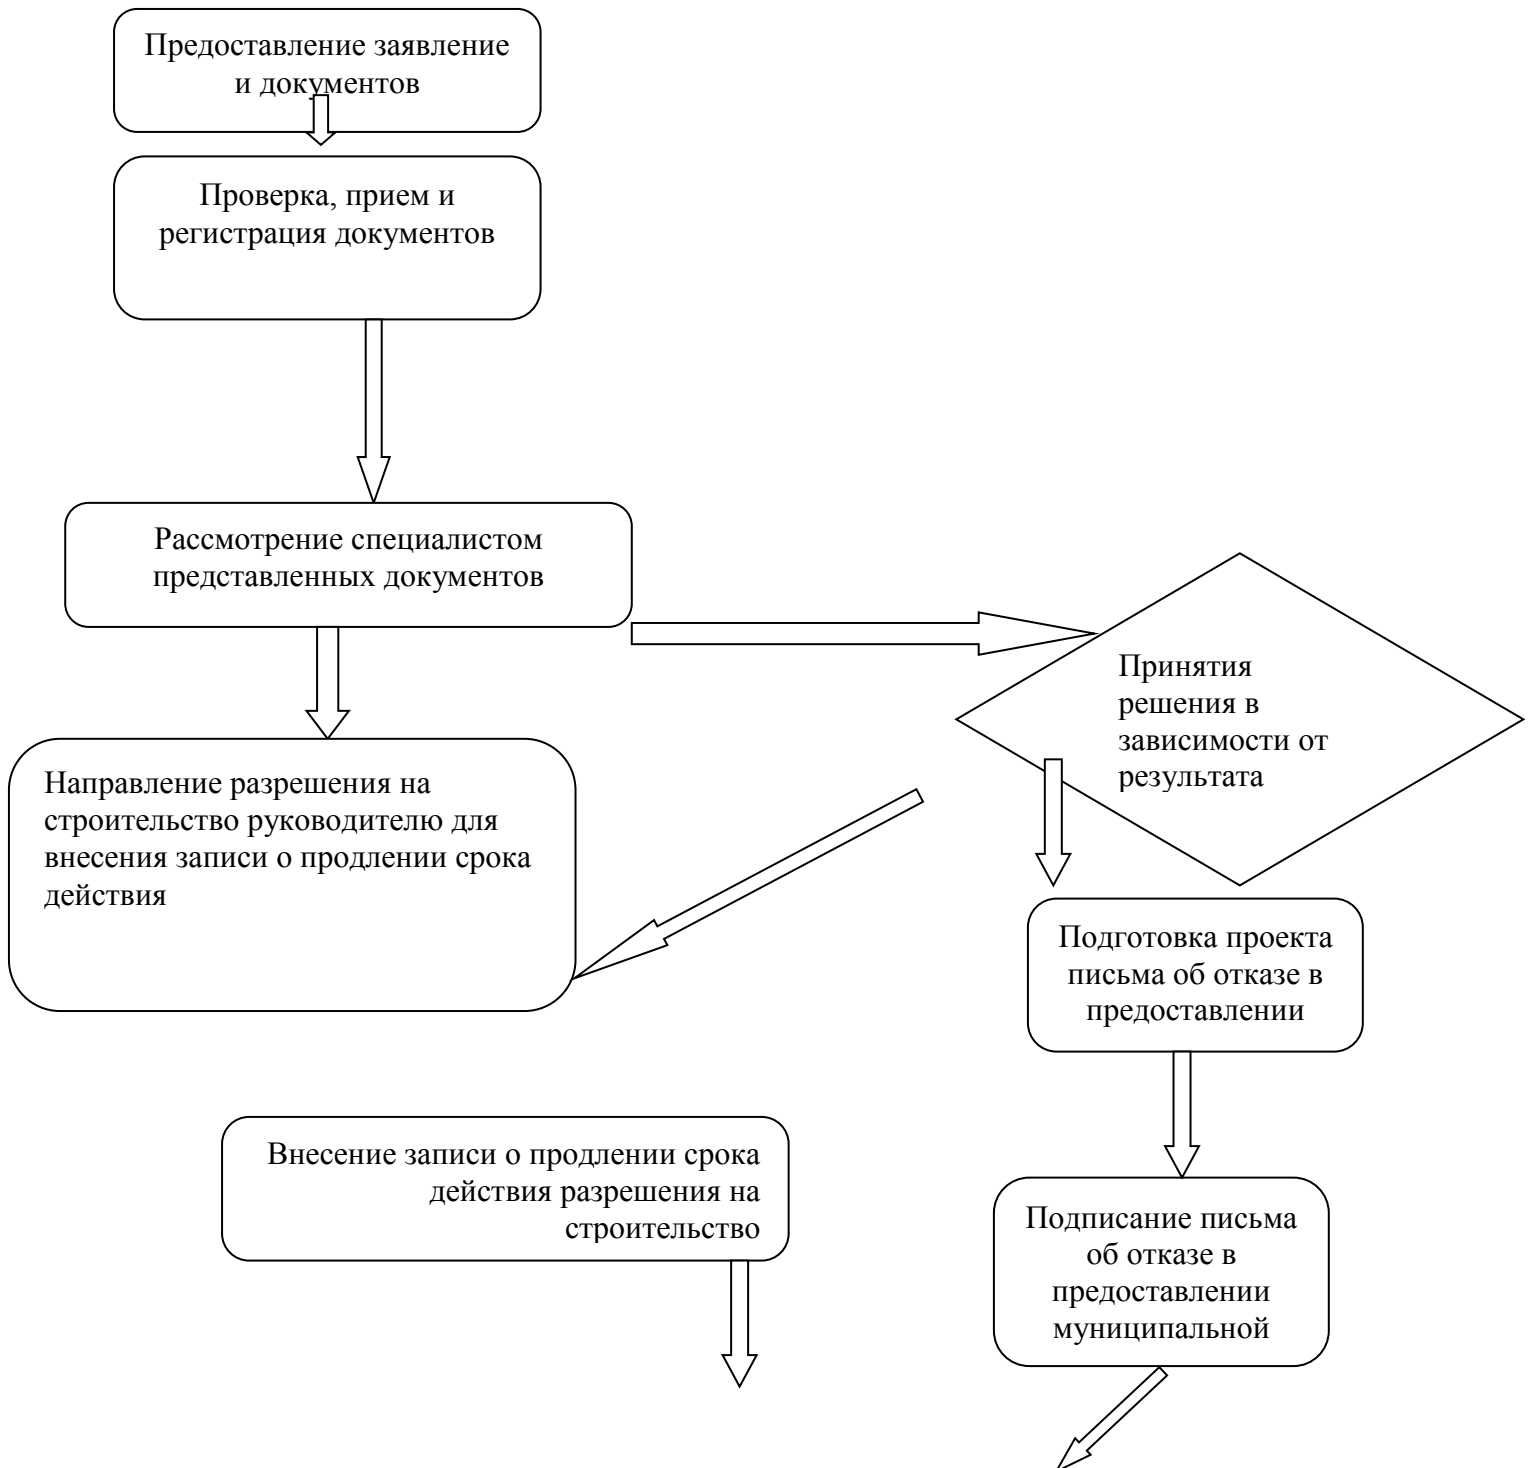 Предоставление заявление
и документов
Проверка, прием и
регистрация документов
Рассмотрение специалистом
представленных документов
Принятия
решения в
зависимости от
результата
Направление разрешения на
строительство руководителю для
внесения записи о продлении срока
действия
Подготовка проекта
письма об отказе в
предоставлении
Внесение записи о продлении срока
действия разрешения на
строительство
Подписание письма
об отказе в
предоставлении
муниципальной